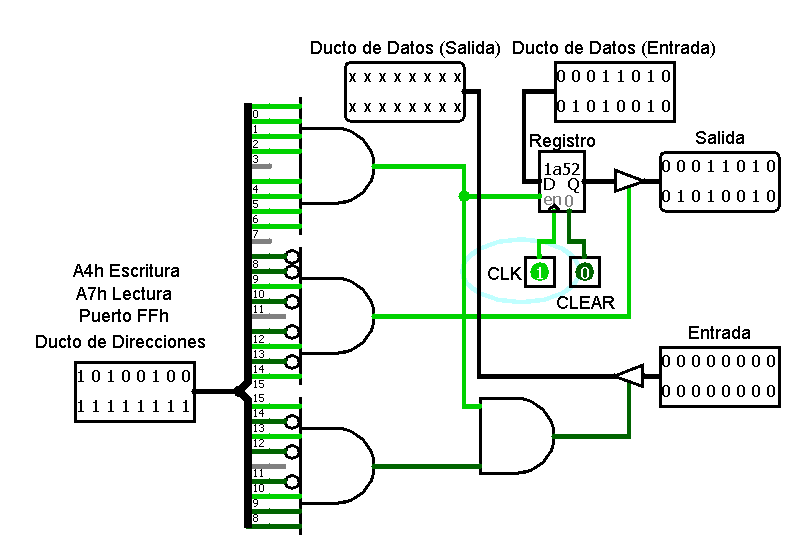 Ducto de Datos (Salida)
x x x x x x x x
x x x x x x x x
Ducto de Datos (Entrada)
0 0 0 1 1 0 1 0
0 1 0 1 0 0 1 0
Registro
1a52
D Q
en 0
Salida
0 0 0 1 1 0 1 0
0 1 0 1 0 0 1 0
CLK
1
0
CLEAR
A4h Escritura
A7h Lectura
Puerto FFh
Ducto de Direcciones
1 0 1 0 0 1 0 0
1 1 1 1 1 1 1 1
0
1
2
3
4
5
6
7
8
9
10
11
12
13
14
15
15
14
13
12
11
10
9
8
Entrada
0 0 0 0 0 0 0 0
0 0 0 0 0 0 0 0